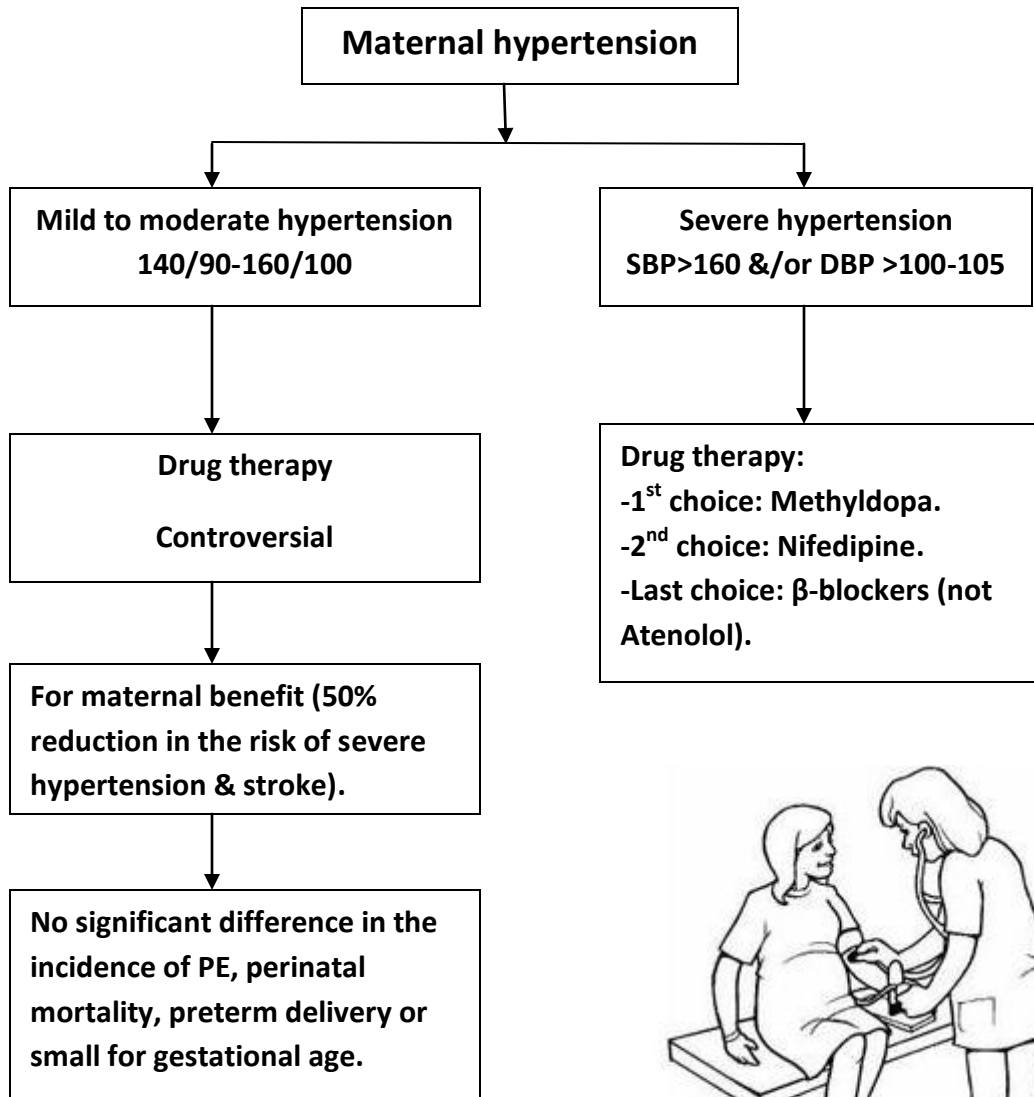 Maternal hypertension
Mild to moderate hypertension
140/90-160/100
Severe hypertension
SBP>160 &/or DBP >100-105
Drug therapy
Controversial
Drug therapy:
-1st choice: Methyldopa.
-2nd choice: Nifedipine.
-Last choice: β-blockers (not
Atenolol).
For maternal benefit (50%
reduction in the risk of severe
hypertension & stroke).
No significant difference in the
incidence of PE, perinatal
mortality, preterm delivery or
small for gestational age.